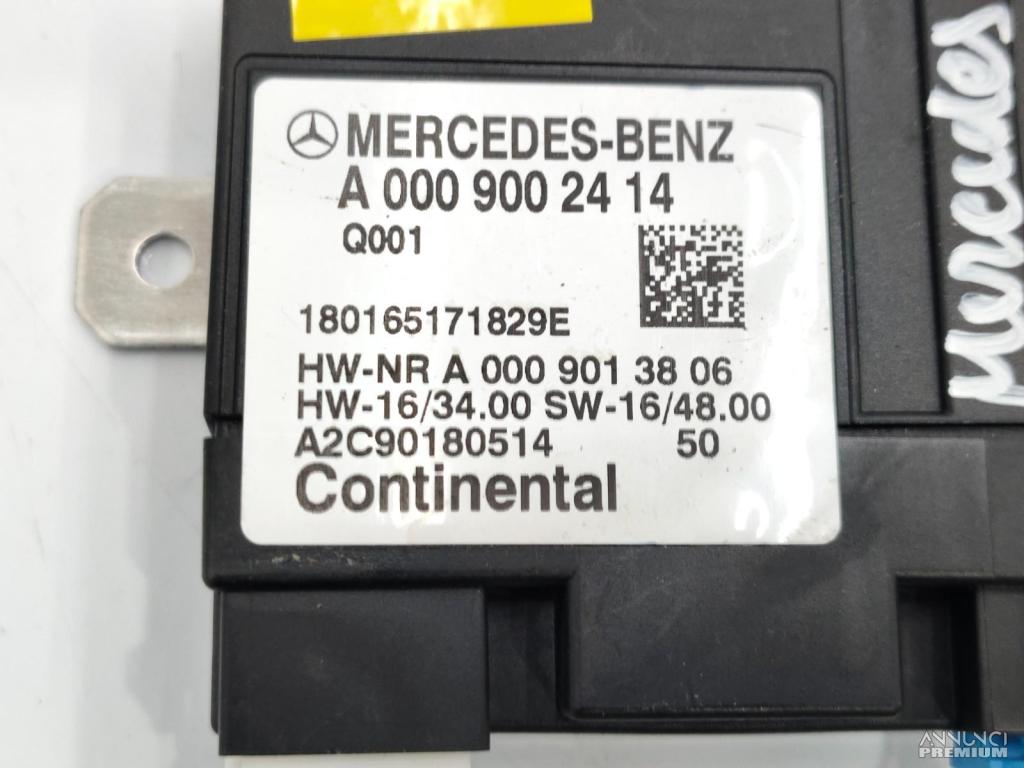 MERCEDES-BENZ
A 000 900 24 14
Q001
180165171829E
HW-NR A 000 901 38 06
HW-16/34.00 SW-16/48.00
A2C90180514 50
Continental
Mercedes
ANNUNCI
PREMIUM